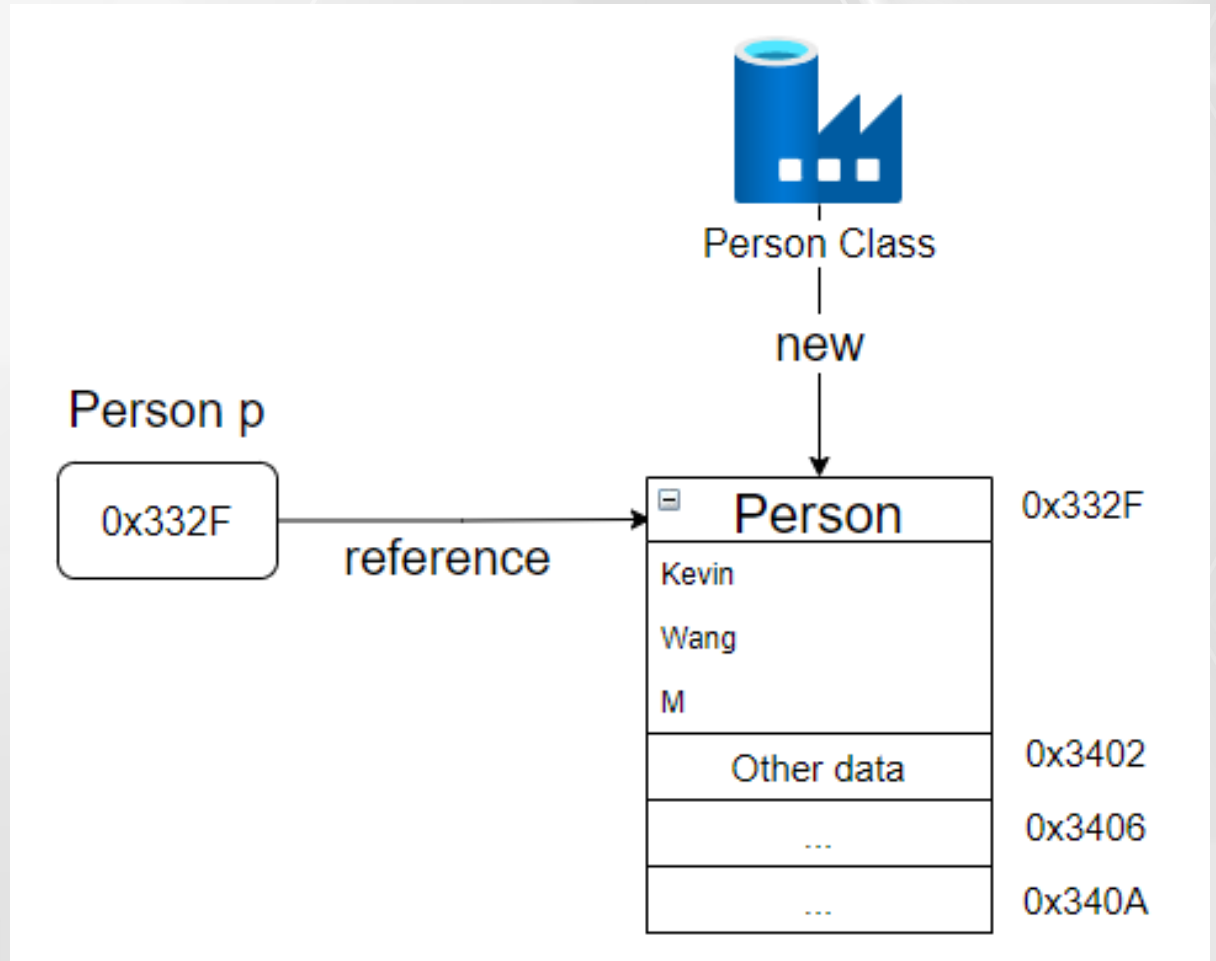 Person Class
new
Person p
0x332F
reference
Person
0x332F
Kevin
Wang
M
Other data
0x3402
...
0x3406
...
0x340A